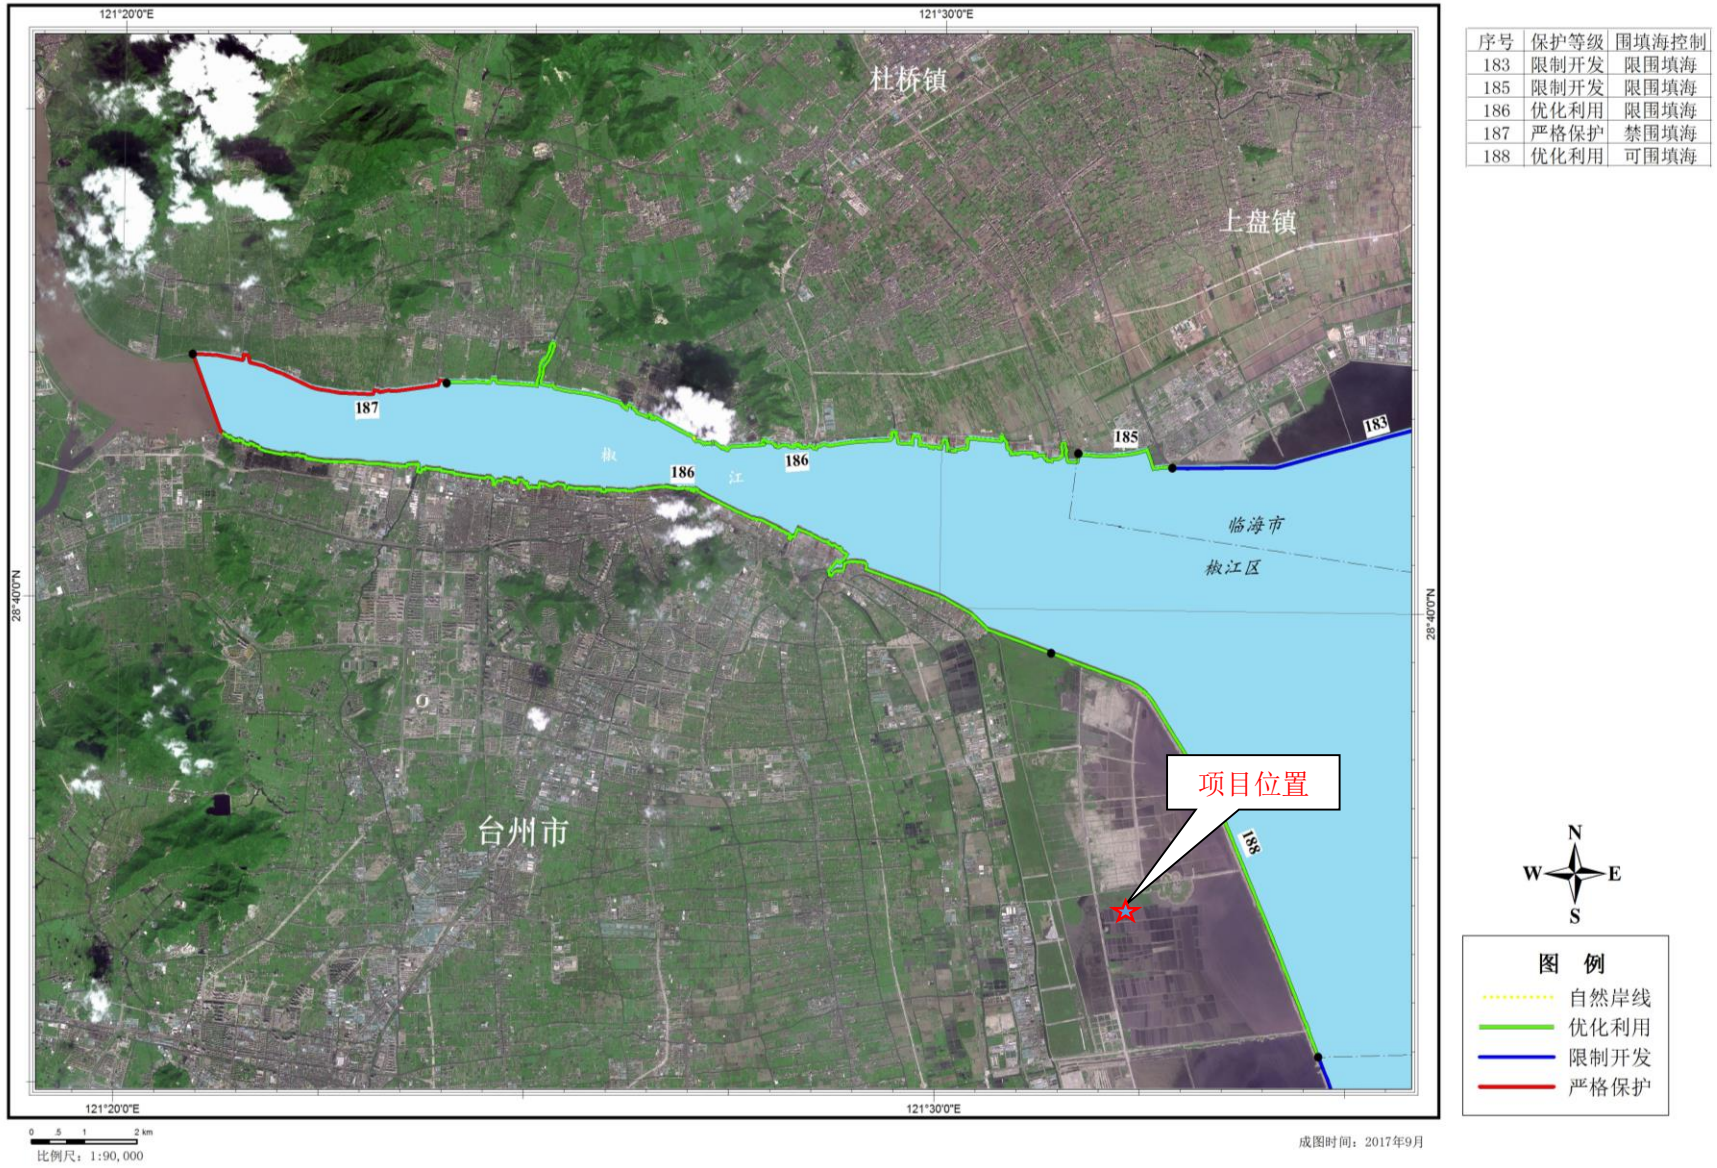 121°20'0"E
121°30'0"E
杜桥镇
上盘镇
187
183
185
186
186
椒
江
临海市
椒江区
28°40'0"N
28°40'0"N
项目位置
188
台州市
121°20'0"E
121°30'0"E
0 .5 1 2 km
比例尺: 1:90,000
成图时间: 2017年9月
序号 保护等级 围填海控制
183 限制开发 限围填海
185 限制开发 限围填海
186 优化利用 限围填海
187 严格保护 禁围填海
188 优化利用 可围填海
N
W E
S
图 例
自然岸线
优化利用
限制开发
严格保护